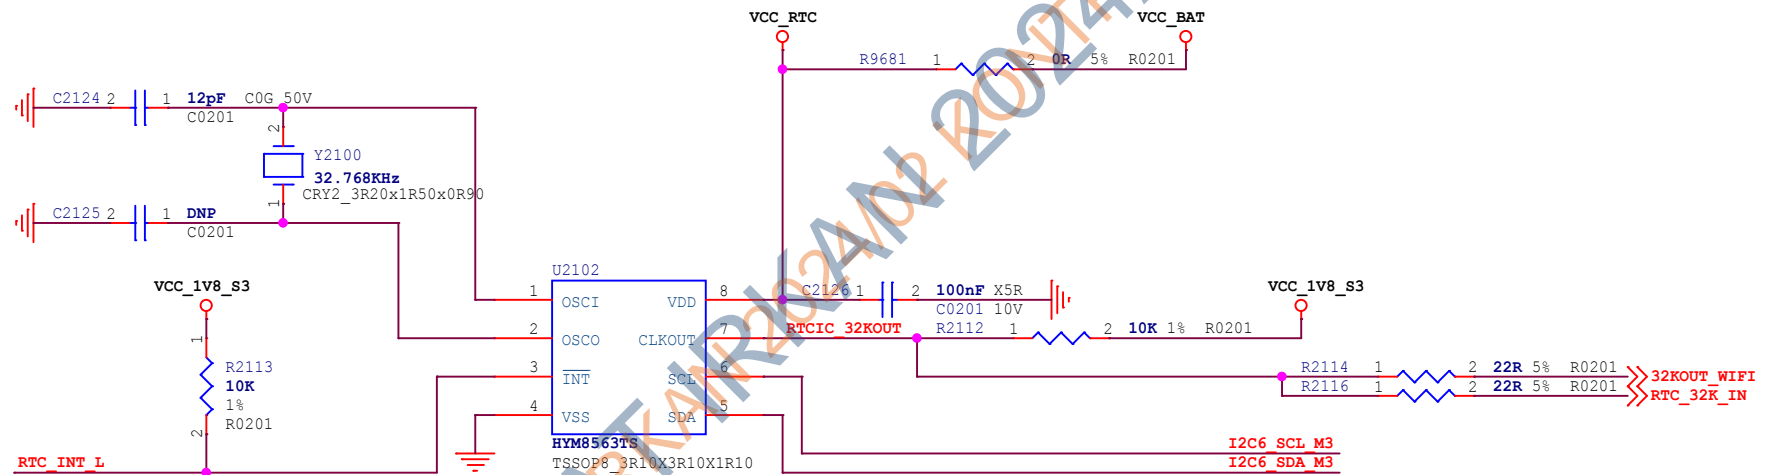 VCC_RTC
VCC_BAT
R9681 1 2 0R 5% R0201
C2124 2 1 12pF C0G 50V
C0201
2
Y2100
32.768KHz
CRY2_3R20x1R50x0R90
1
C2125 2 1 DNP
C0201
U2102
VCC_1V8_S3
1 OSCI VDD 8
C2126 1 2 100nF X5R
C0201 10V
VCC_1V8_S3
2 OSCO CLKOUT 7
RTCIC_32KOUT R2112 1 2 10K 1% R0201
1
R2113
10K
1%
R0201
2
3 INT SCL 6
R2114 1 2 22R 5% R0201 32KOUT_WIFI
R2116 1 2 22R 5% R0201 RTC_32K_IN
4 VSS SDA 5
HYM8563TS
TSSOP8_3R10X3R10X1R10
I2C6_SCL_M3
I2C6_SDA_M3
RTC_INT_L